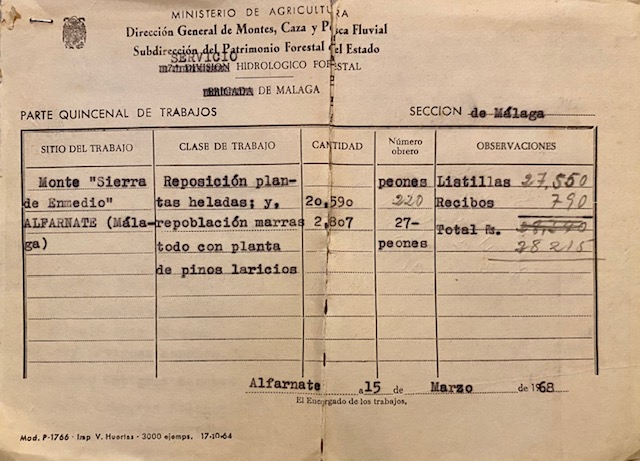 MINISTERIO DE AGRICULTURA
Dirección General de Montes, Caza y Pesca Fluvial
Subdirección del Patrimonio Forestal del Estado
SERVICIO
DIVISION HIDROLOGICO FORESTAL
BRIGADA DE MALAGA
PARTE QUINCENAL DE TRABAJOS
SECCION de Málaga
SITIO DEL TRABAJO CLASE DE TRABAJO CANTIDAD Número obrero OBSERVACIONES
Monte "Sierra Reposición plan- peones Listillas 27,550
de Enmedio" tas heladas; y, 20,590 220 Recibos 790
ALFARNATE (Mála- repoblación marras 2,807 27- Total Ps.
ga) todo con planta peones 28215
de pinos laricios
Alfarnate a 15 de Marzo de 1968
El Encargado de los trabajos,
Mod. P-1766 - Imp V. Huertas - 3000 ejemps. 17-10-64